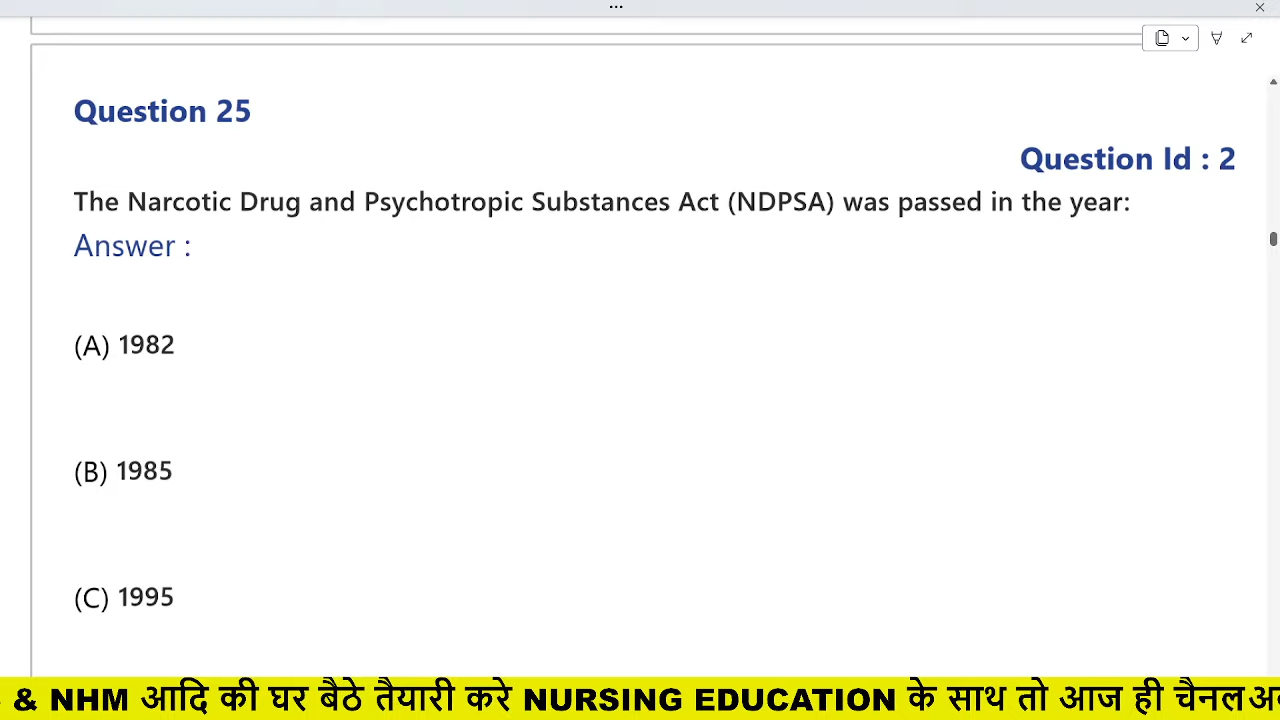 Question 25
Question Id : 2
The Narcotic Drug and Psychotropic Substances Act (NDPSA) was passed in the year:
Answer :
(A) 1982
(B) 1985
(C) 1995
& NHM आदि की घर बैठे तैयारी करे NURSING EDUCATION के साथ तो आज ही चैनल